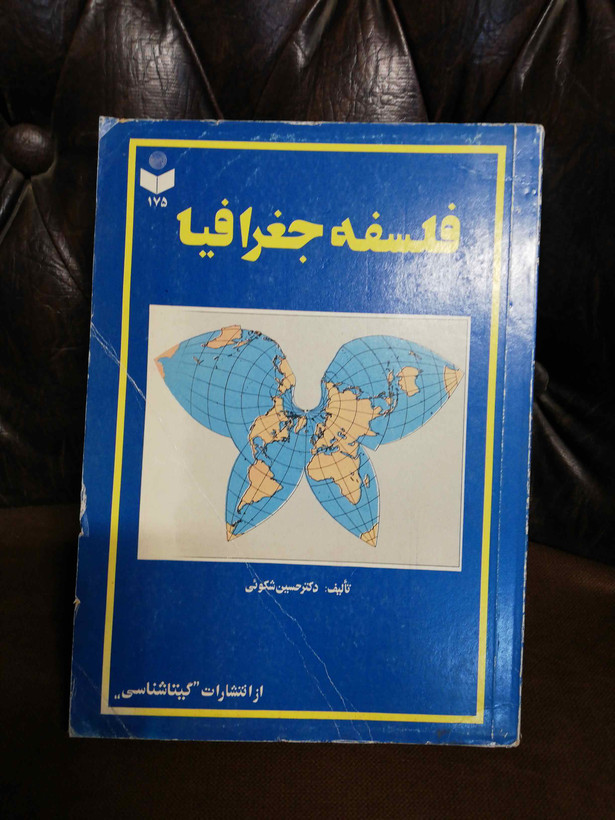 ۱۷۵
فلسفه جغرافیا
تألیف: دکتر حسین شکوئی
از انتشارات "گیتاشناسی"